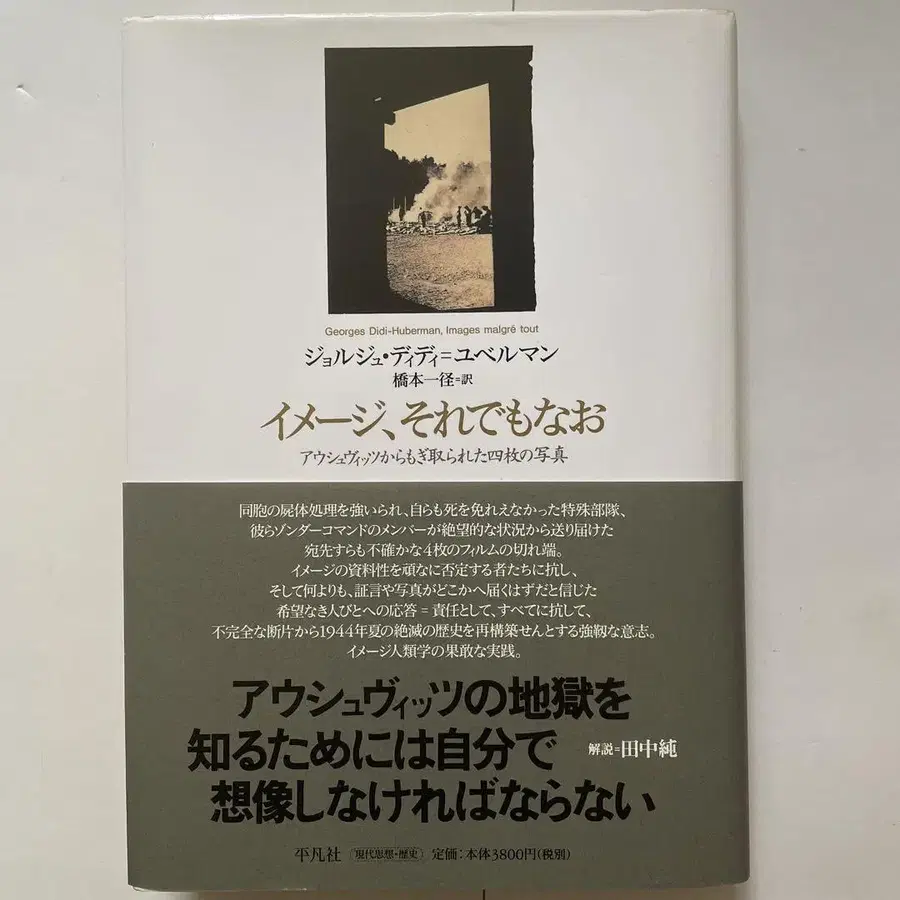 Georges Didi-Huberman, Images malgré tout
ジョルジュ・ディディ=ユベルマン
橋本一径=訳
イメージ、それでもなお
アウシュヴィッツからもぎ取られた四枚の写真
同胞の屍体処理を強いられ、自らも死を免れえなかった特殊部隊、
彼らゾンダーコマンドのメンバーが絶望的な状況から送り届けた
宛先すらも不確かな4枚のフィルムの切れ端。
イメージの資料性を頑なに否定する者たちに抗し、
そして何よりも、証言や写真がどこかへ届くはずだと信じた
希望なき人びとへの応答=責任として、すべてに抗して、
不完全な断片から1944年夏の絶滅の歴史を再構築せんとする強靱な意志。
イメージ人類学の果敢な実践。
アウシュヴィッツの地獄を
知るためには自分で
解説=田中純
想像しなければならない
平凡社 現代思想・歴史 定価:本体3800円(税別)